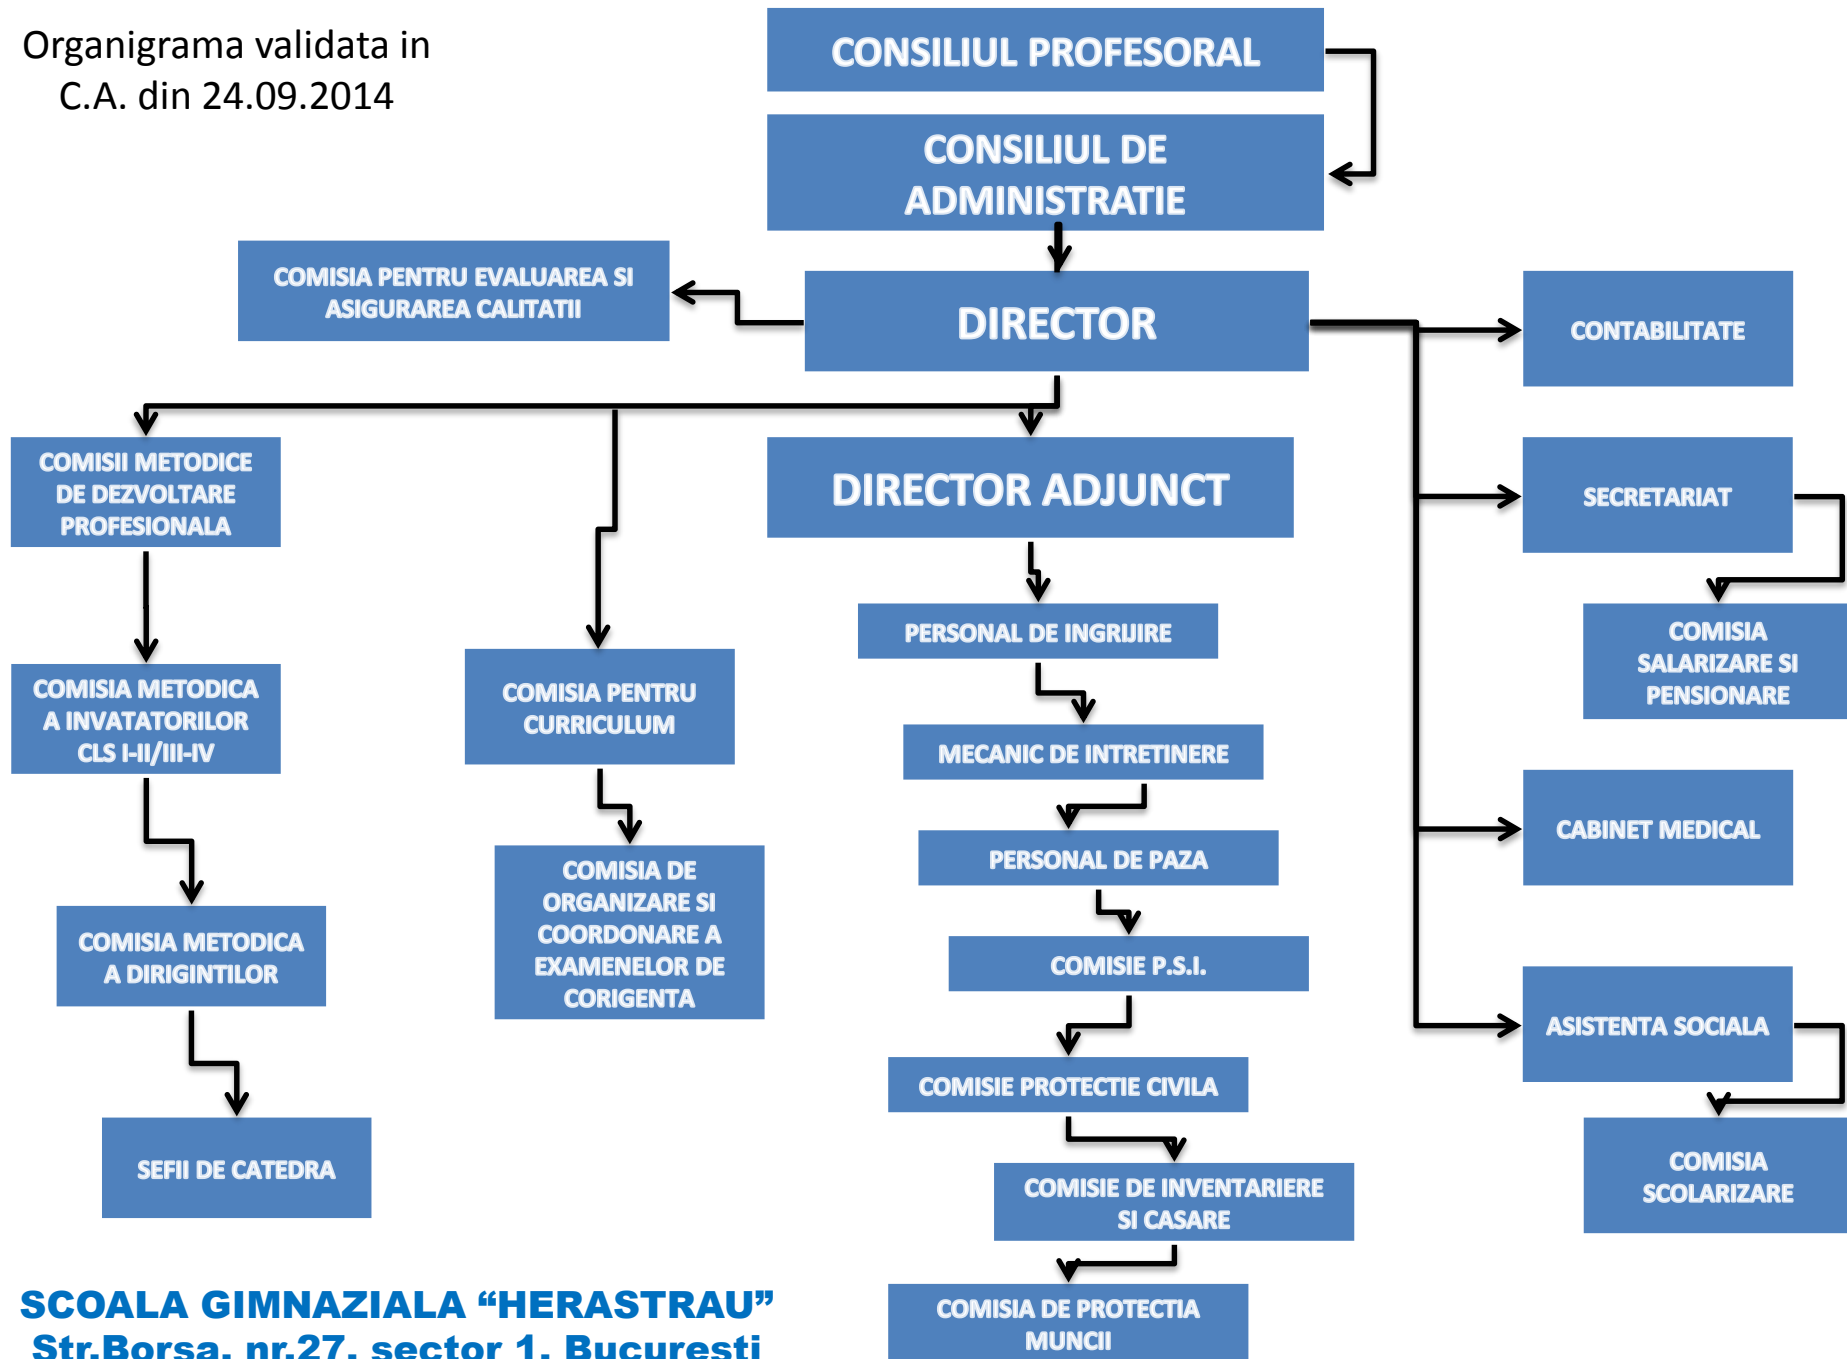 Organigrama validata in
C.A. din 24.09.2014
CONSILIUL PROFESORAL
CONSILIUL DE
ADMINISTRATIE
COMISIA PENTRU EVALUAREA SI
ASIGURAREA CALITATII
DIRECTOR
CONTABILITATE
COMISII METODICE
DE DEZVOLTARE
PROFESIONALA
DIRECTOR ADJUNCT
SECRETARIAT
PERSONAL DE INGRIJIRE
COMISIA
SALARIZARE SI
PENSIONARE
COMISIA METODICA
A INVATATORILOR
CLS I-II/III-IV
COMISIA PENTRU
CURRICULUM
MECANIC DE INTRETINERE
PERSONAL DE PAZA
CABINET MEDICAL
COMISIA DE
ORGANIZARE SI
COORDONARE A
EXAMENELOR DE
CORIGENTA
COMISIA METODICA
A DIRIGINTILOR
COMISIE P.S.I.
ASISTENTA SOCIALA
COMISIE PROTECTIE CIVILA
SEFII DE CATEDRA
COMISIE DE INVENTARIERE
SI CASARE
COMISIA
SCOLARIZARE
COMISIA DE PROTECTIA
MUNCII
SCOALA GIMNAZIALA “HERASTRAU”
Str.Borsa, nr.27, sector 1, Bucuresti